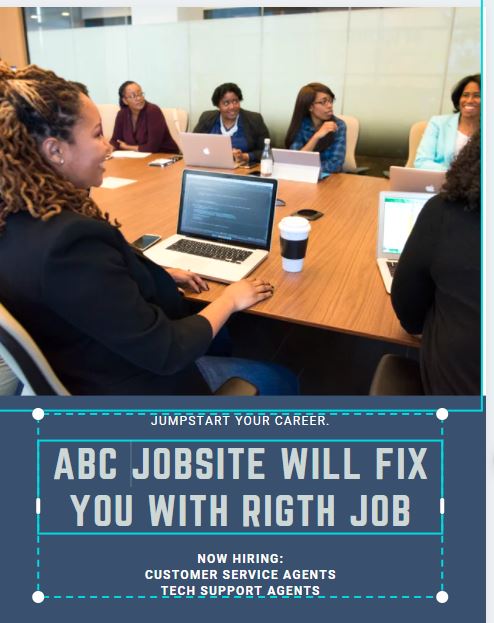 JUMPSTART YOUR CAREER.
ABC JOBSITE WILL FIX
YOU WITH RIGTH JOB
NOW HIRING:
CUSTOMER SERVICE AGENTS
TECH SUPPORT AGENTS